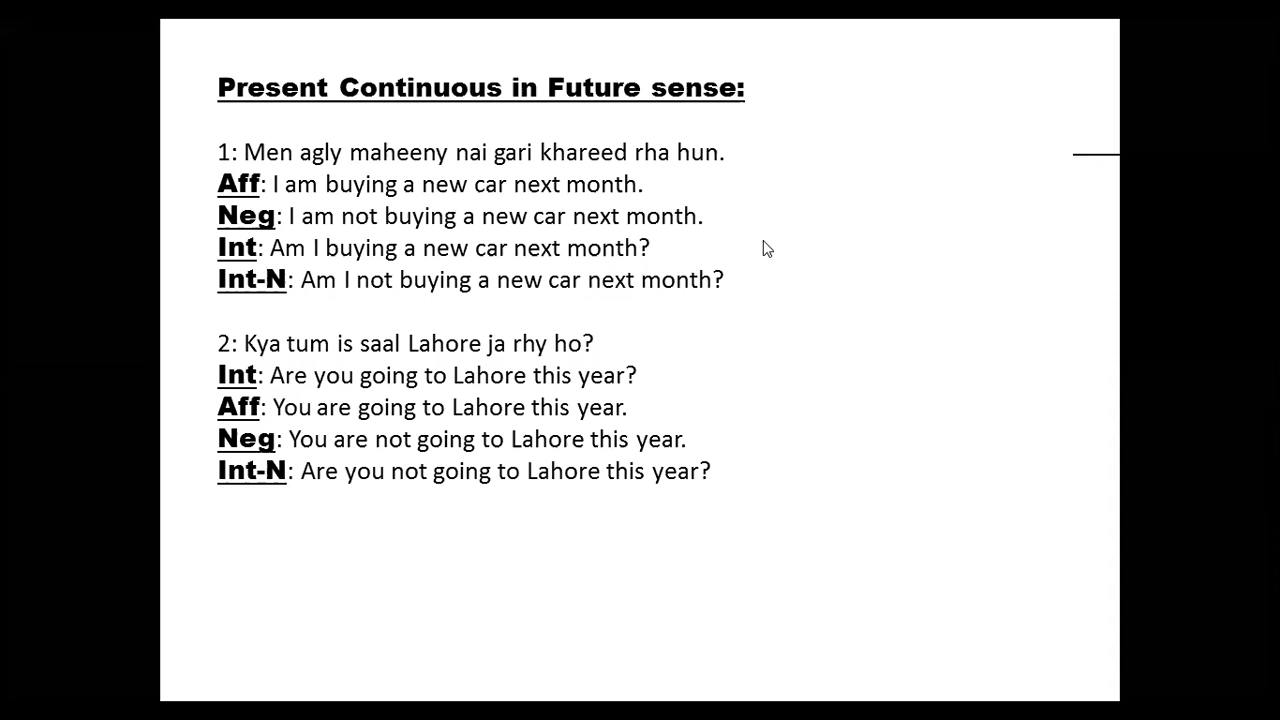 Present Continuous in Future sense:
1: Men agly maheeny nai gari khareed rha hun.
Aff: I am buying a new car next month.
Neg: I am not buying a new car next month.
Int: Am I buying a new car next month?
Int-N: Am I not buying a new car next month?
2: Kya tum is saal Lahore ja rhy ho?
Int: Are you going to Lahore this year?
Aff: You are going to Lahore this year.
Neg: You are not going to Lahore this year.
Int-N: Are you not going to Lahore this year?